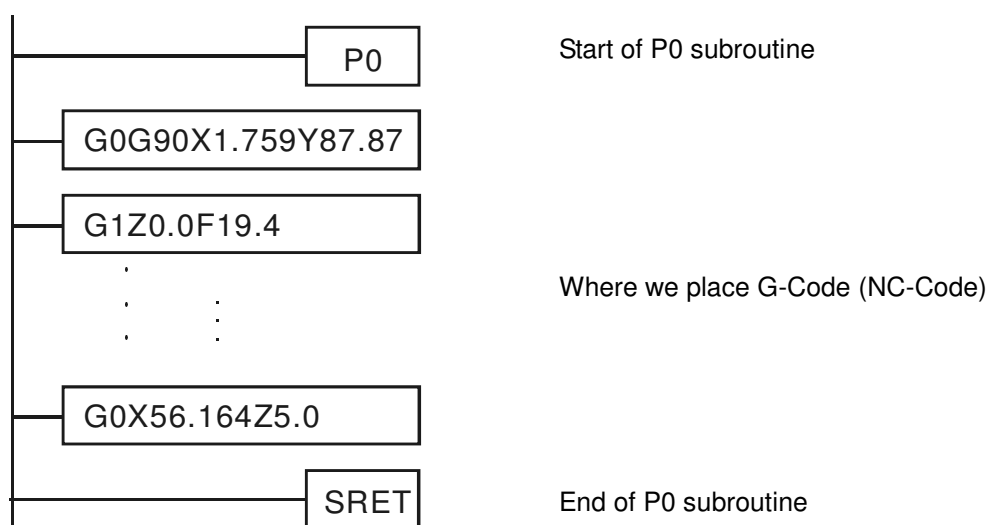 P0 Start of P0 subroutine
G0G90X1.759Y87.87
G1Z0.0F19.4
Where we place G-Code (NC-Code)
G0X56.164Z5.0
SRET End of P0 subroutine